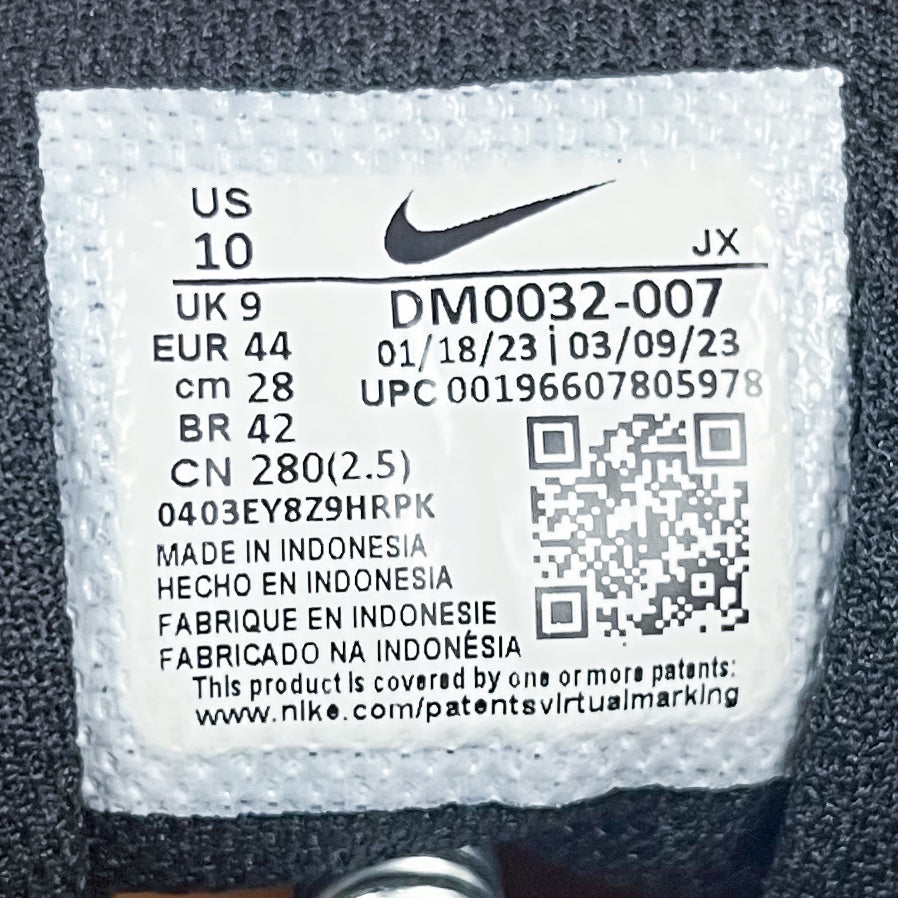 US
10
JX
UK 9
DM0032-007
EUR 44
01/18/23 | 03/09/23
cm 28
UPC 00196607805978
BR 42
CN 280(2.5)
0403EY8Z9HRPK
MADE IN INDONESIA
HECHO EN INDONESIA
FABRIQUE EN INDONESIE
FABRICADO NA INDONÉSIA
This product is covered by one or more patents:
www.nike.com/patentsvirtualmarking